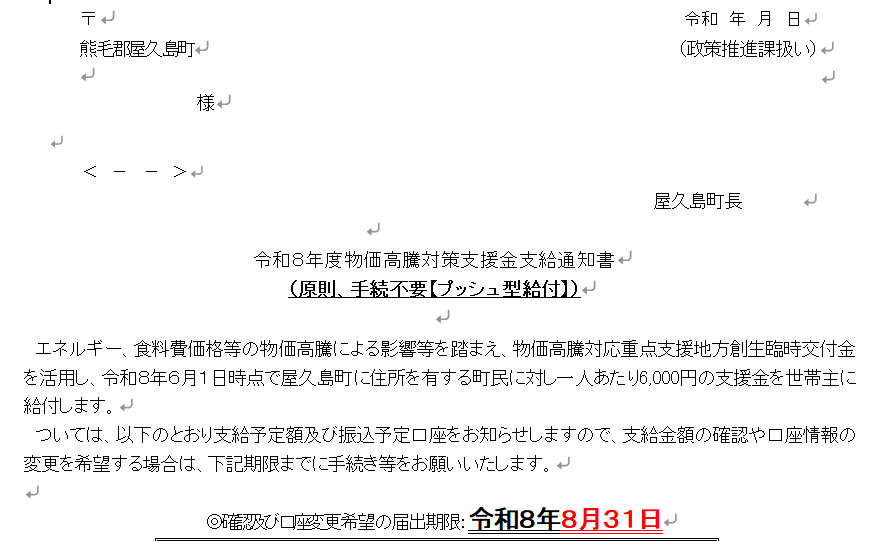 〒
令和 年 月 日
熊毛郡屋久島町
（政策推進課扱い）
様
＜ － － ＞
屋久島町長
令和８年度物価高騰対策支援金支給通知書
（原則、手続不要【プッシュ型給付】）
エネルギー、食料費価格等の物価高騰による影響等を踏まえ、物価高騰対応重点支援地方創生臨時交付金
を活用し、令和８年６月１日時点で屋久島町に住所を有する町民に対し一人あたり6,000円の支援金を世帯主に
給付します。
ついては、以下のとおり支給予定額及び振込予定口座をお知らせしますので、支給金額の確認や口座情報の
変更を希望する場合は、下記期限までに手続き等をお願いいたします。
◎確認及び口座変更希望の届出期限：令和８年８月３１日